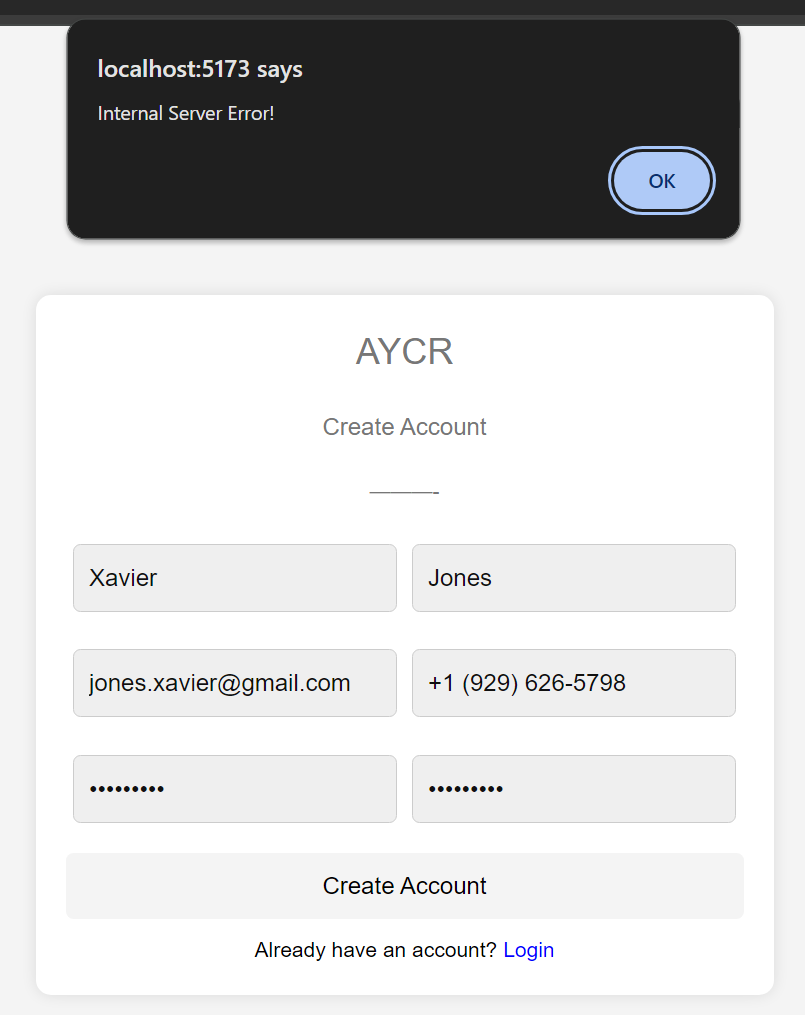 localhost:5173 says
Internal Server Error!
OK
AYCR
Create Account
———-
Xavier Jones
jones.xavier@gmail.com +1 (929) 626-5798
••••••••• •••••••••
Create Account
Already have an account? Login